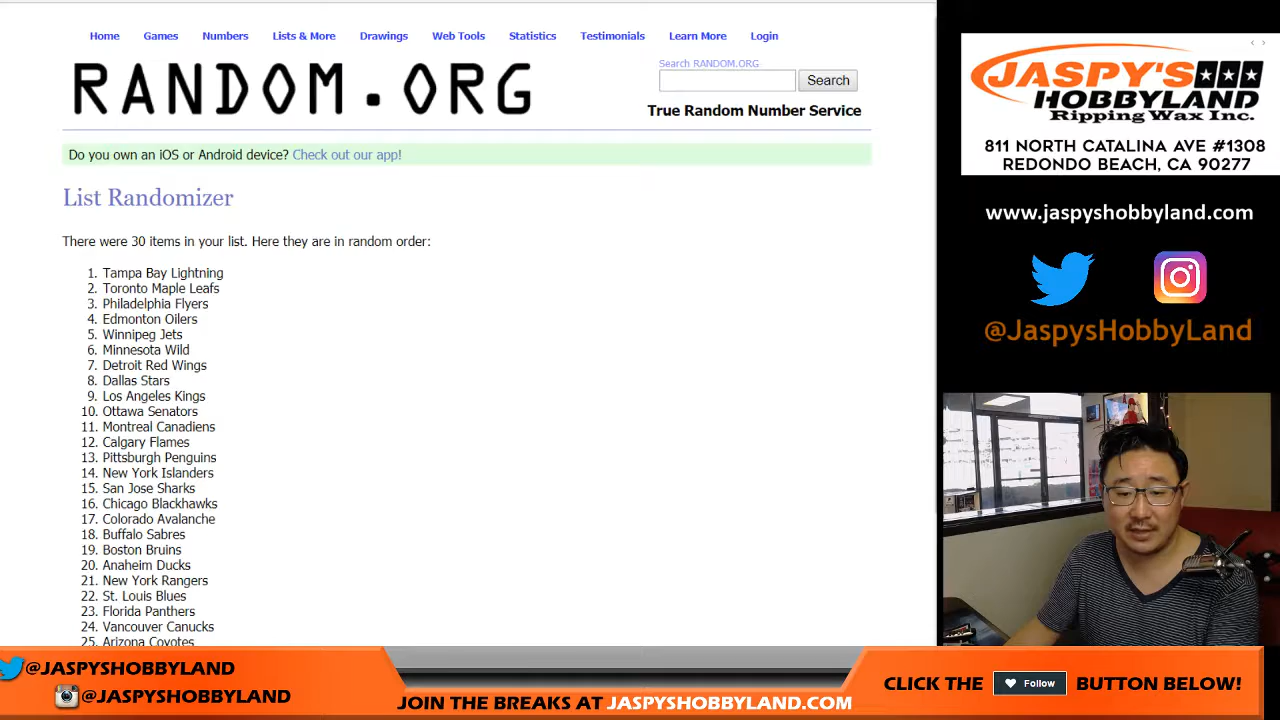 Home Games Numbers Lists & More Drawings Web Tools Statistics Testimonials Learn More Login
RANDOM.ORG
Search RANDOM.ORG
Search
True Random Number Service
Do you own an iOS or Android device? Check out our app!
List Randomizer
There were 30 items in your list. Here they are in random order:
1. Tampa Bay Lightning
2. Toronto Maple Leafs
3. Philadelphia Flyers
4. Edmonton Oilers
5. Winnipeg Jets
6. Minnesota Wild
7. Detroit Red Wings
8. Dallas Stars
9. Los Angeles Kings
10. Ottawa Senators
11. Montreal Canadiens
12. Calgary Flames
13. Pittsburgh Penguins
14. New York Islanders
15. San Jose Sharks
16. Chicago Blackhawks
17. Colorado Avalanche
18. Buffalo Sabres
19. Boston Bruins
20. Anaheim Ducks
21. New York Rangers
22. St. Louis Blues
23. Florida Panthers
24. Vancouver Canucks
25. Arizona Coyotes
JASPY'S
HOBBYLAND
Ripping Wax Inc.
811 NORTH CATALINA AVE #1308
REDONDO BEACH, CA 90277
www.jaspyshobbyland.com
@JaspysHobbyLand
@JASPYSHOBBYLAND
@JASPYSHOBBYLAND
JOIN THE BREAKS AT JASPYSHOBBYLAND.COM
CLICK THE Follow BUTTON BELOW!